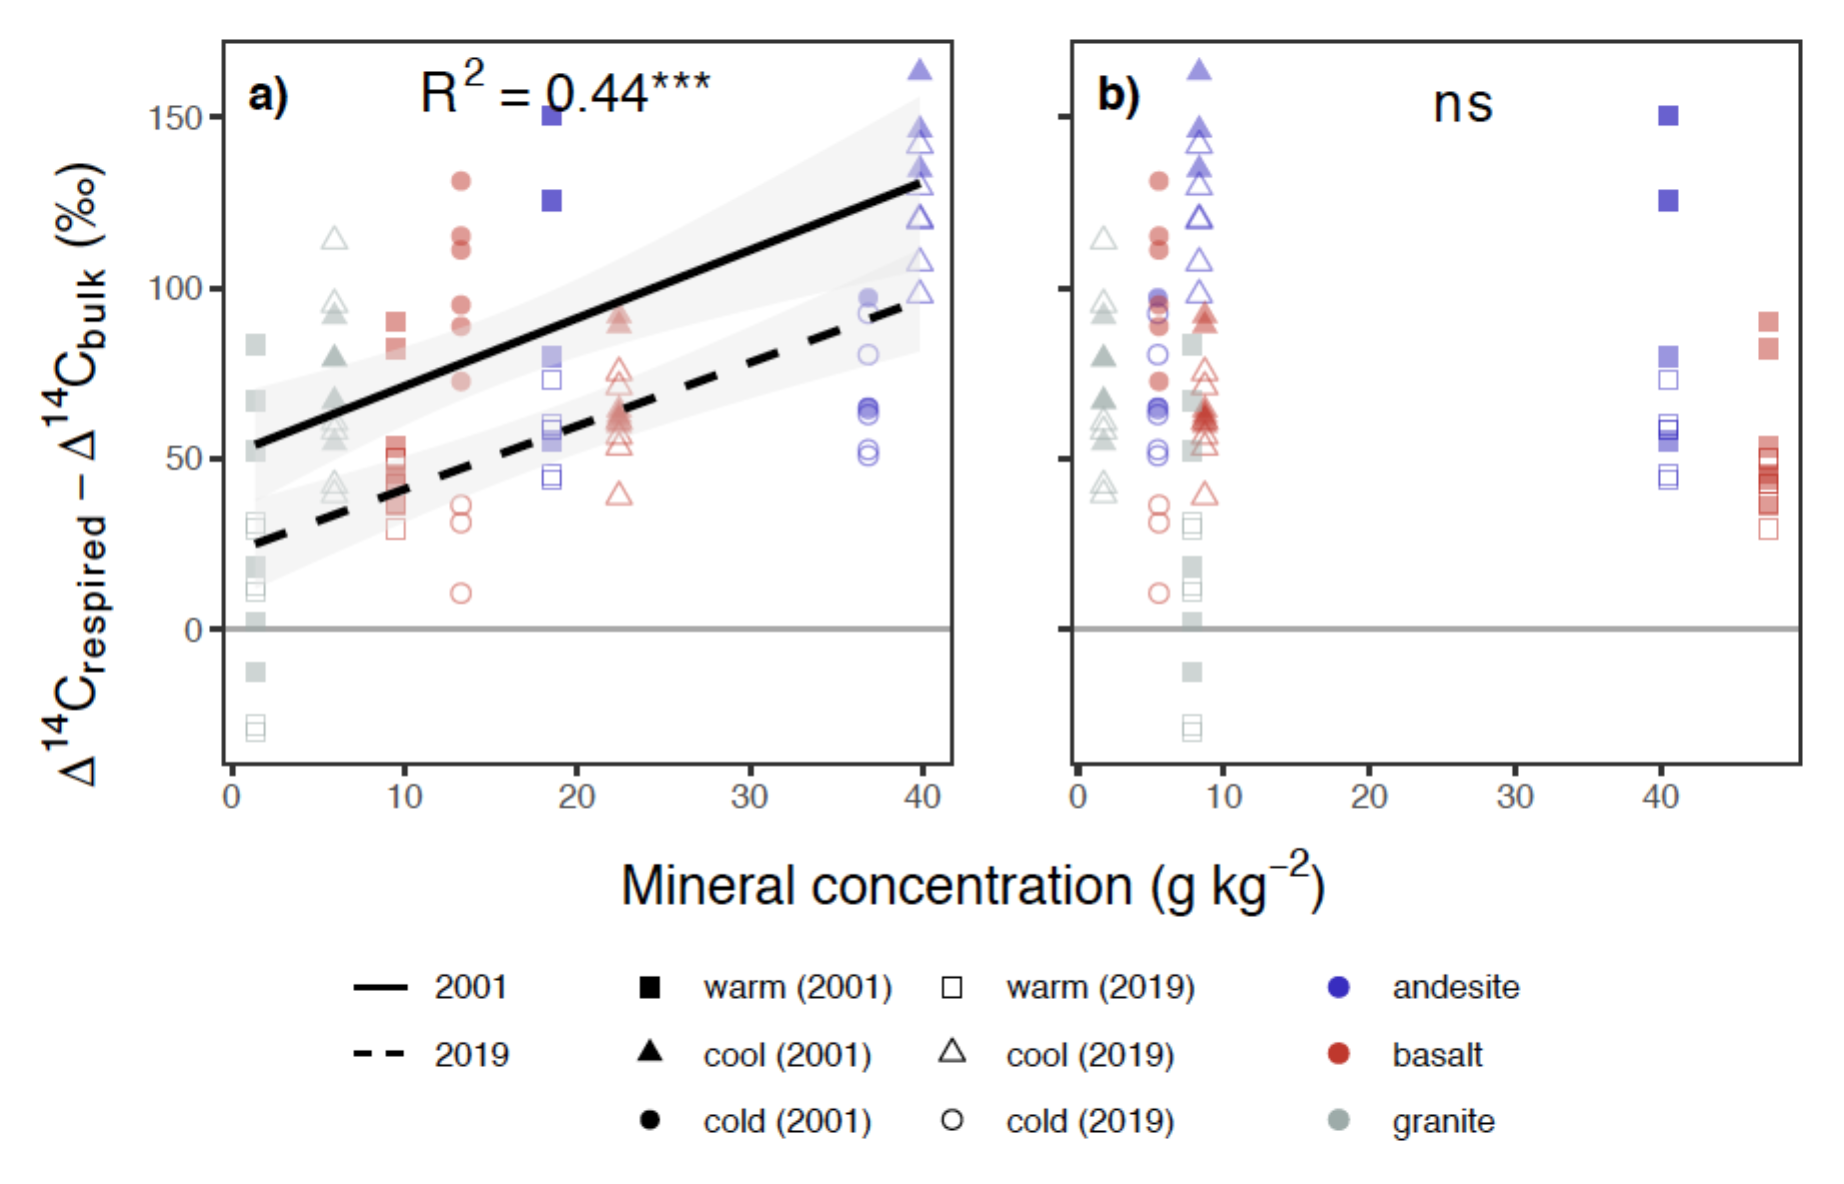 a) R² = 0.44***
b) ns
Δ¹⁴Crespired − Δ¹⁴Cbulk (‰)
150
100
50
0
0 10 20 30 40
0 10 20 30 40
Mineral concentration (g kg⁻²)
2001 warm (2001) warm (2019) andesite
2019 cool (2001) cool (2019) basalt
cold (2001) cold (2019) granite